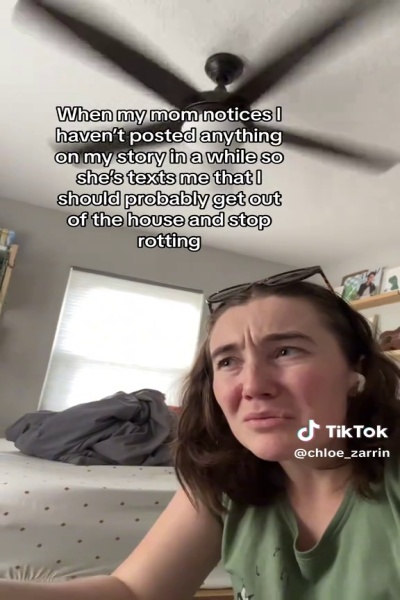 When my mom notices I
haven't posted anything
on my story in a while so
she's texts me that I
should probably get out
of the house and stop
rotting
TikTok
@chloe_zarrin